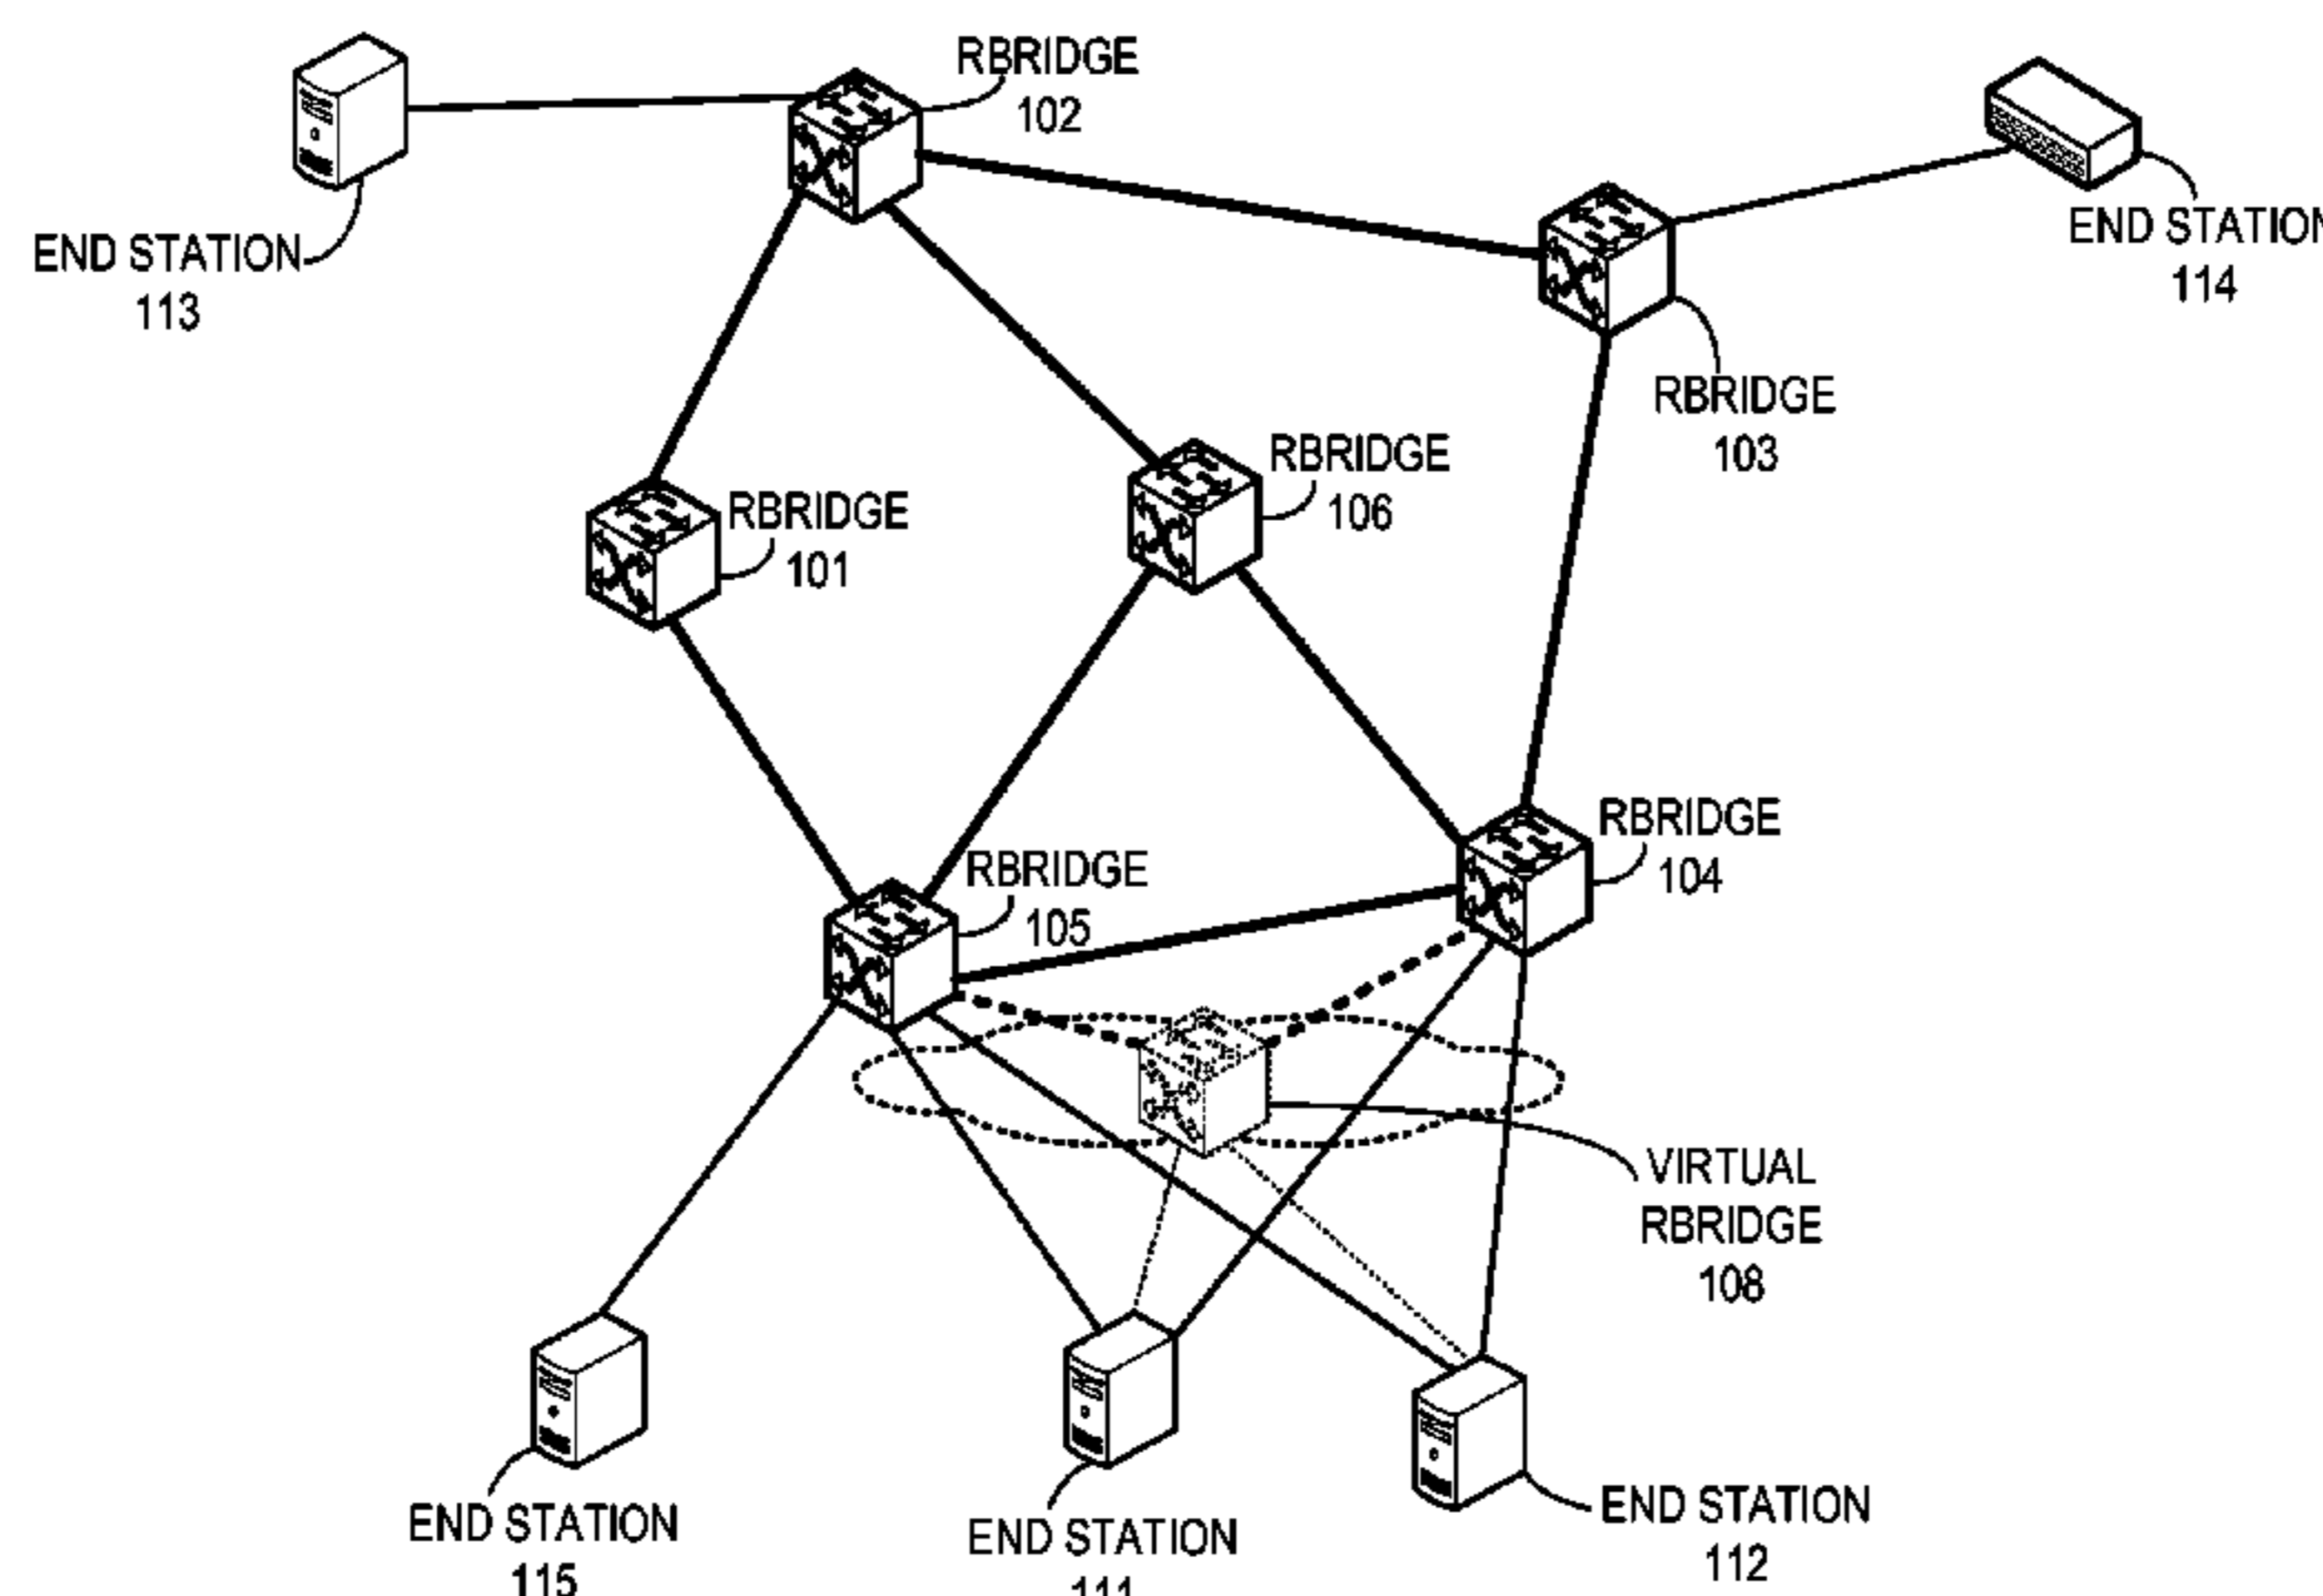 RBRIDGE
102
END STATION
113
END STATION
114
RBRIDGE
103
RBRIDGE
106
RBRIDGE
101
RBRIDGE
104
RBRIDGE
105
VIRTUAL
RBRIDGE
108
END STATION
115
END STATION
111
END STATION
112